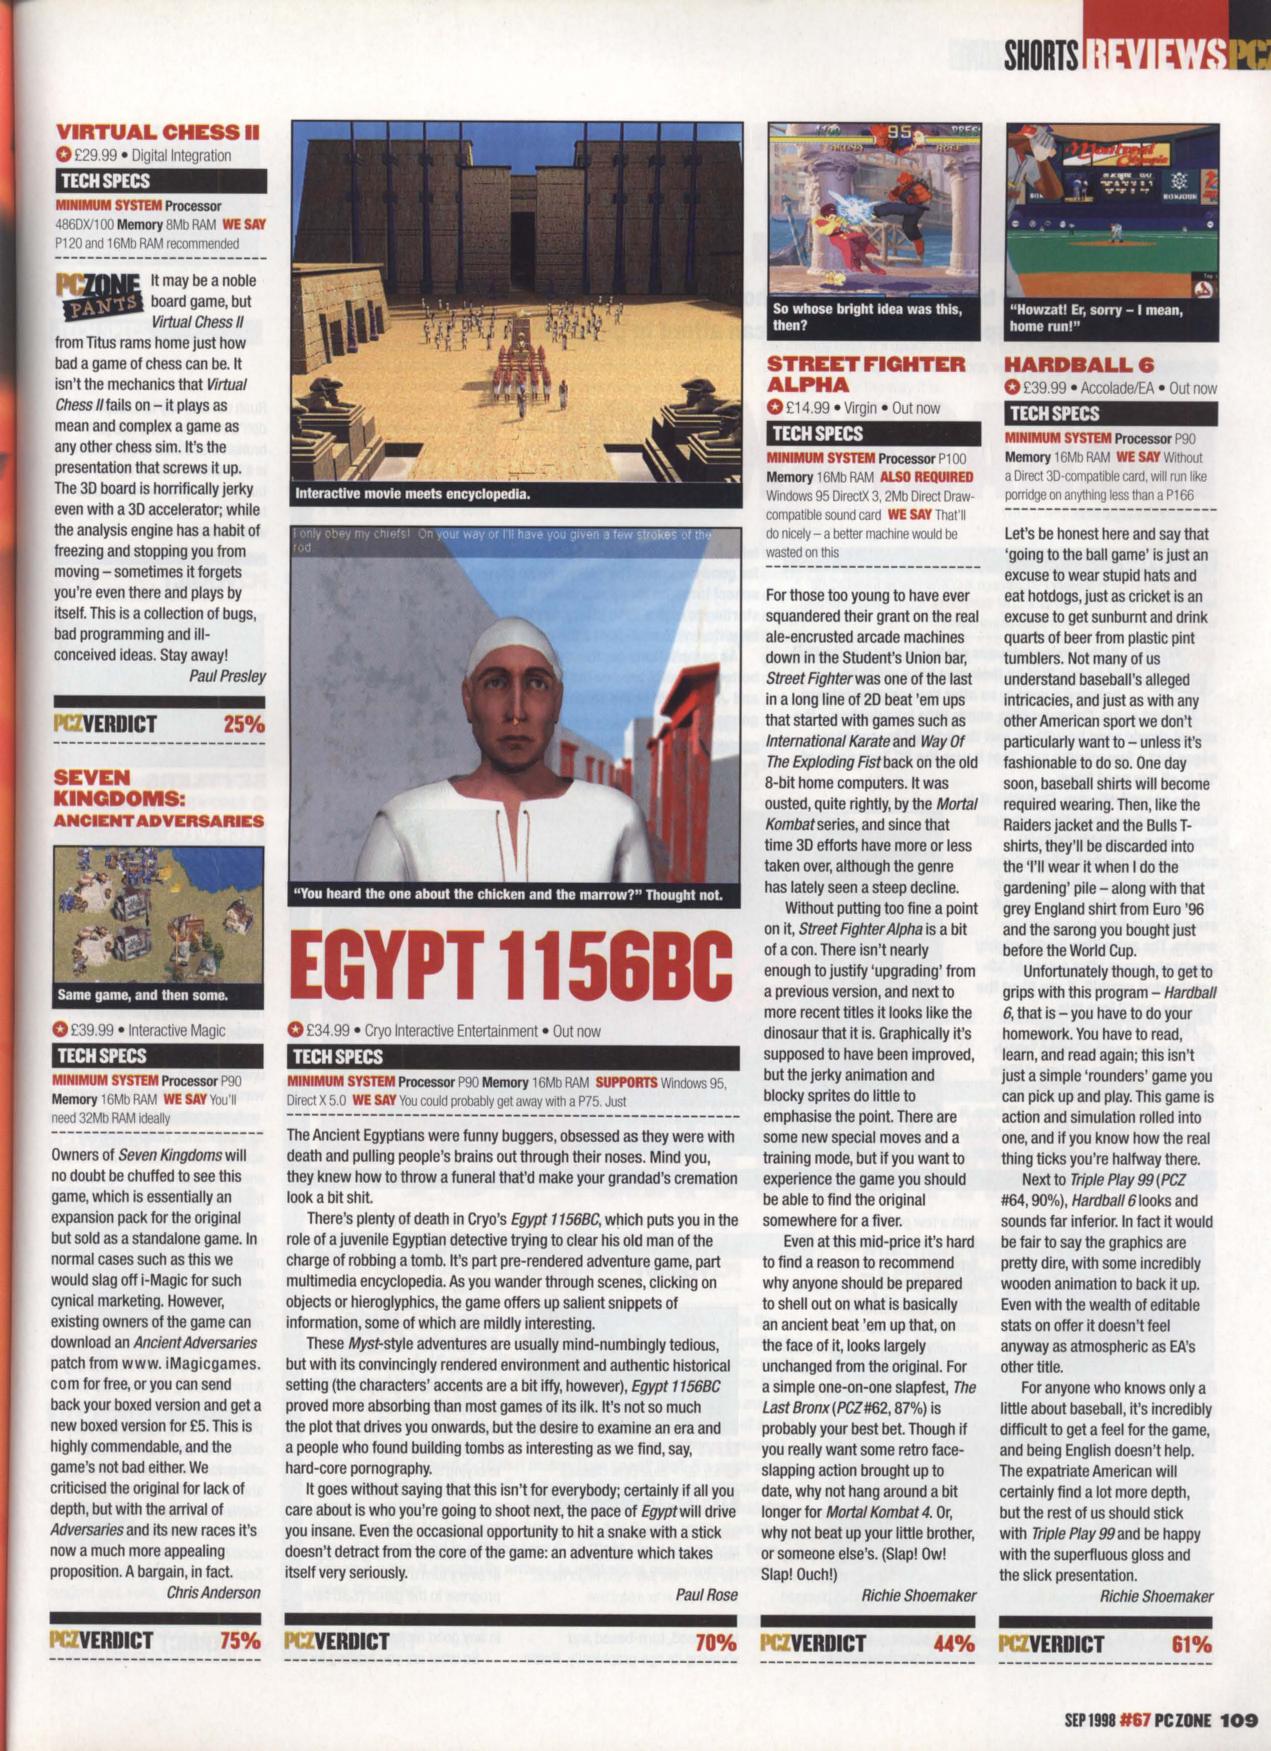 SHORTS REVIEWS PCZ
VIRTUAL CHESS II
£29.99 • Digital Integration
TECH SPECS
MINIMUM SYSTEM Processor
486DX/100 Memory 8Mb RAM WE SAY
P120 and 16Mb RAM recommended
PCZONE
PANTS
It may be a noble
board game, but
Virtual Chess II
from Titus rams home just how
bad a game of chess can be. It
isn't the mechanics that Virtual
Chess II fails on – it plays as
mean and complex a game as
any other chess sim. It's the
presentation that screws it up.
The 3D board is horrifically jerky
even with a 3D accelerator; while
the analysis engine has a habit of
freezing and stopping you from
moving – sometimes it forgets
you're even there and plays by
itself. This is a collection of bugs,
bad programming and ill-
conceived ideas. Stay away!
Paul Presley
PCZVERDICT 25%
SEVEN
KINGDOMS:
ANCIENT ADVERSARIES
Same game, and then some.
£39.99 • Interactive Magic
TECH SPECS
MINIMUM SYSTEM Processor P90
Memory 16Mb RAM WE SAY You'll
need 32Mb RAM ideally
Owners of Seven Kingdoms will
no doubt be chuffed to see this
game, which is essentially an
expansion pack for the original
but sold as a standalone game. In
normal cases such as this we
would slag off i-Magic for such
cynical marketing. However,
existing owners of the game can
download an Ancient Adversaries
patch from www. iMagicgames.
com for free, or you can send
back your boxed version and get a
new boxed version for £5. This is
highly commendable, and the
game's not bad either. We
criticised the original for lack of
depth, but with the arrival of
Adversaries and its new races it's
now a much more appealing
proposition. A bargain, in fact.
Chris Anderson
PCZVERDICT 75%
Interactive movie meets encyclopedia.
I only obey my chiefs! On your way or I'll have you given a few strokes of the
rod.
"You heard the one about the chicken and the marrow?" Thought not.
EGYPT 1156BC
£34.99 • Cryo Interactive Entertainment • Out now
TECH SPECS
MINIMUM SYSTEM Processor P90 Memory 16Mb RAM SUPPORTS Windows 95,
Direct X 5.0 WE SAY You could probably get away with a P75. Just
The Ancient Egyptians were funny buggers, obsessed as they were with
death and pulling people's brains out through their noses. Mind you,
they knew how to throw a funeral that'd make your grandad's cremation
look a bit shit.
There's plenty of death in Cryo's Egypt 1156BC, which puts you in the
role of a juvenile Egyptian detective trying to clear his old man of the
charge of robbing a tomb. It's part pre-rendered adventure game, part
multimedia encyclopedia. As you wander through scenes, clicking on
objects or hieroglyphics, the game offers up salient snippets of
information, some of which are mildly interesting.
These Myst-style adventures are usually mind-numbingly tedious,
but with its convincingly rendered environment and authentic historical
setting (the characters' accents are a bit iffy, however), Egypt 1156BC
proved more absorbing than most games of its ilk. It's not so much
the plot that drives you onwards, but the desire to examine an era and
a people who found building tombs as interesting as we find, say,
hard-core pornography.
It goes without saying that this isn't for everybody; certainly if all you
care about is who you're going to shoot next, the pace of Egypt will drive
you insane. Even the occasional opportunity to hit a snake with a stick
doesn't detract from the core of the game: an adventure which takes
itself very seriously.
Paul Rose
PCZVERDICT 70%
95
So whose bright idea was this,
then?
STREET FIGHTER
ALPHA
£14.99 • Virgin • Out now
TECH SPECS
MINIMUM SYSTEM Processor P100
Memory 16Mb RAM ALSO REQUIRED
Windows 95 DirectX 3, 2Mb Direct Draw-
compatible sound card WE SAY That'll
do nicely – a better machine would be
wasted on this
For those too young to have ever
squandered their grant on the real
ale-encrusted arcade machines
down in the Student's Union bar,
Street Fighter was one of the last
in a long line of 2D beat 'em ups
that started with games such as
International Karate and Way Of
The Exploding Fist back on the old
8-bit home computers. It was
ousted, quite rightly, by the Mortal
Kombat series, and since that
time 3D efforts have more or less
taken over, although the genre
has lately seen a steep decline.
Without putting too fine a point
on it, Street Fighter Alpha is a bit
of a con. There isn't nearly
enough to justify 'upgrading' from
a previous version, and next to
more recent titles it looks like the
dinosaur that it is. Graphically it's
supposed to have been improved,
but the jerky animation and
blocky sprites do little to
emphasise the point. There are
some new special moves and a
training mode, but if you want to
experience the game you should
be able to find the original
somewhere for a fiver.
Even at this mid-price it's hard
to find a reason to recommend
why anyone should be prepared
to shell out on what is basically
an ancient beat 'em up that, on
the face of it, looks largely
unchanged from the original. For
a simple one-on-one slapfest, The
Last Bronx (PCZ #62, 87%) is
probably your best bet. Though if
you really want some retro face-
slapping action brought up to
date, why not hang around a bit
longer for Mortal Kombat 4. Or,
why not beat up your little brother,
or someone else's. (Slap! Ow!
Slap! Ouch!)
Richie Shoemaker
PCZVERDICT 44%
Montreal
BONJOUR
"Howzat! Er, sorry – I mean,
home run!"
HARDBALL 6
£39.99 • Accolade/EA • Out now
TECH SPECS
MINIMUM SYSTEM Processor P90
Memory 16Mb RAM WE SAY Without
a Direct 3D-compatible card, will run like
porridge on anything less than a P166
Let's be honest here and say that
'going to the ball game' is just an
excuse to wear stupid hats and
eat hotdogs, just as cricket is an
excuse to get sunburnt and drink
quarts of beer from plastic pint
tumblers. Not many of us
understand baseball's alleged
intricacies, and just as with any
other American sport we don't
particularly want to – unless it's
fashionable to do so. One day
soon, baseball shirts will become
required wearing. Then, like the
Raiders jacket and the Bulls T-
shirts, they'll be discarded into
the 'I'll wear it when I do the
gardening' pile – along with that
grey England shirt from Euro '96
and the sarong you bought just
before the World Cup.
Unfortunately though, to get to
grips with this program – Hardball
6, that is – you have to do your
homework. You have to read,
learn, and read again; this isn't
just a simple 'rounders' game you
can pick up and play. This game is
action and simulation rolled into
one, and if you know how the real
thing ticks you're halfway there.
Next to Triple Play 99 (PCZ
#64, 90%), Hardball 6 looks and
sounds far inferior. In fact it would
be fair to say the graphics are
pretty dire, with some incredibly
wooden animation to back it up.
Even with the wealth of editable
stats on offer it doesn't feel
anyway as atmospheric as EA's
other title.
For anyone who knows only a
little about baseball, it's incredibly
difficult to get a feel for the game,
and being English doesn't help.
The expatriate American will
certainly find a lot more depth,
but the rest of us should stick
with Triple Play 99 and be happy
with the superfluous gloss and
the slick presentation.
Richie Shoemaker
PCZVERDICT 61%
SEP 1998 #67 PC ZONE 109